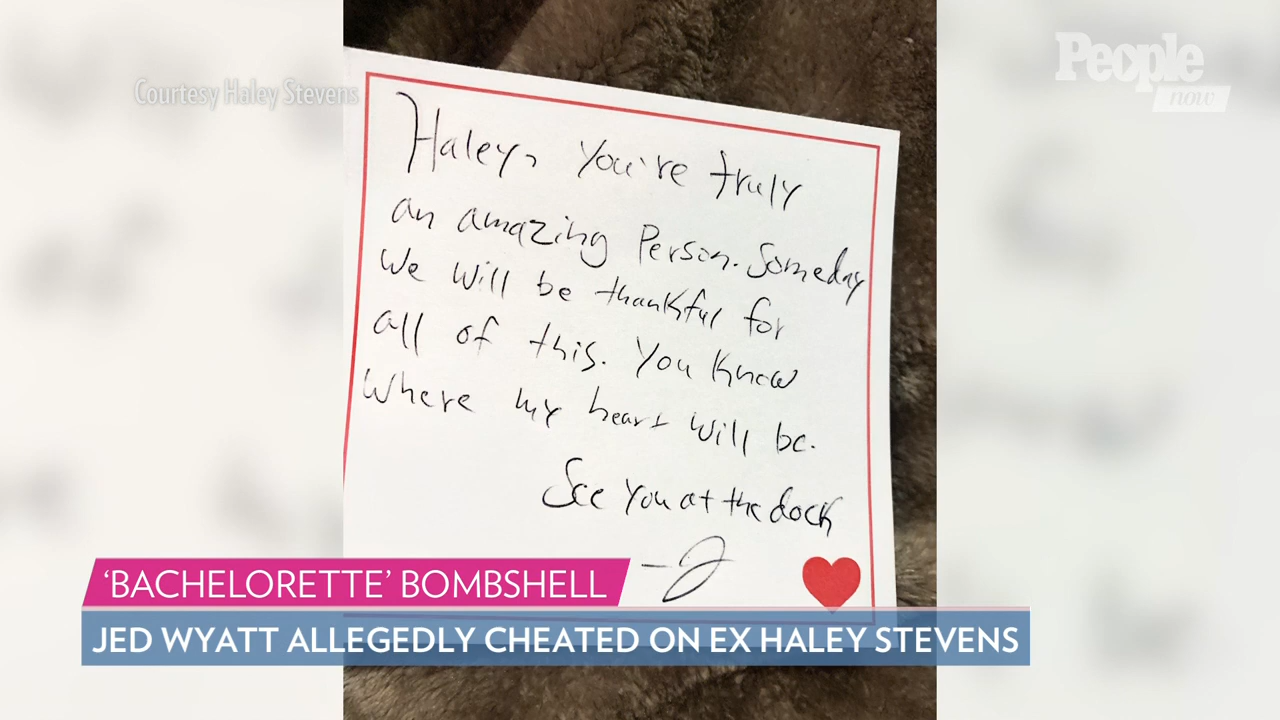 People
now
Courtesy Haley Stevens
Haley, You're truly
an amazing Person. Someday
We will be thankful for
all of this. You Know
Where my heart will be.
See You at the dock
-J
'BACHELORETTE' BOMBSHELL
JED WYATT ALLEGEDLY CHEATED ON EX HALEY STEVENS